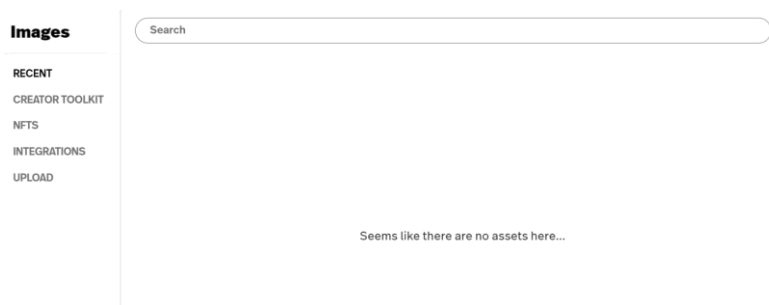 Images
Search
RECENT
CREATOR TOOLKIT
NFTS
INTEGRATIONS
UPLOAD
Seems like there are no assets here...